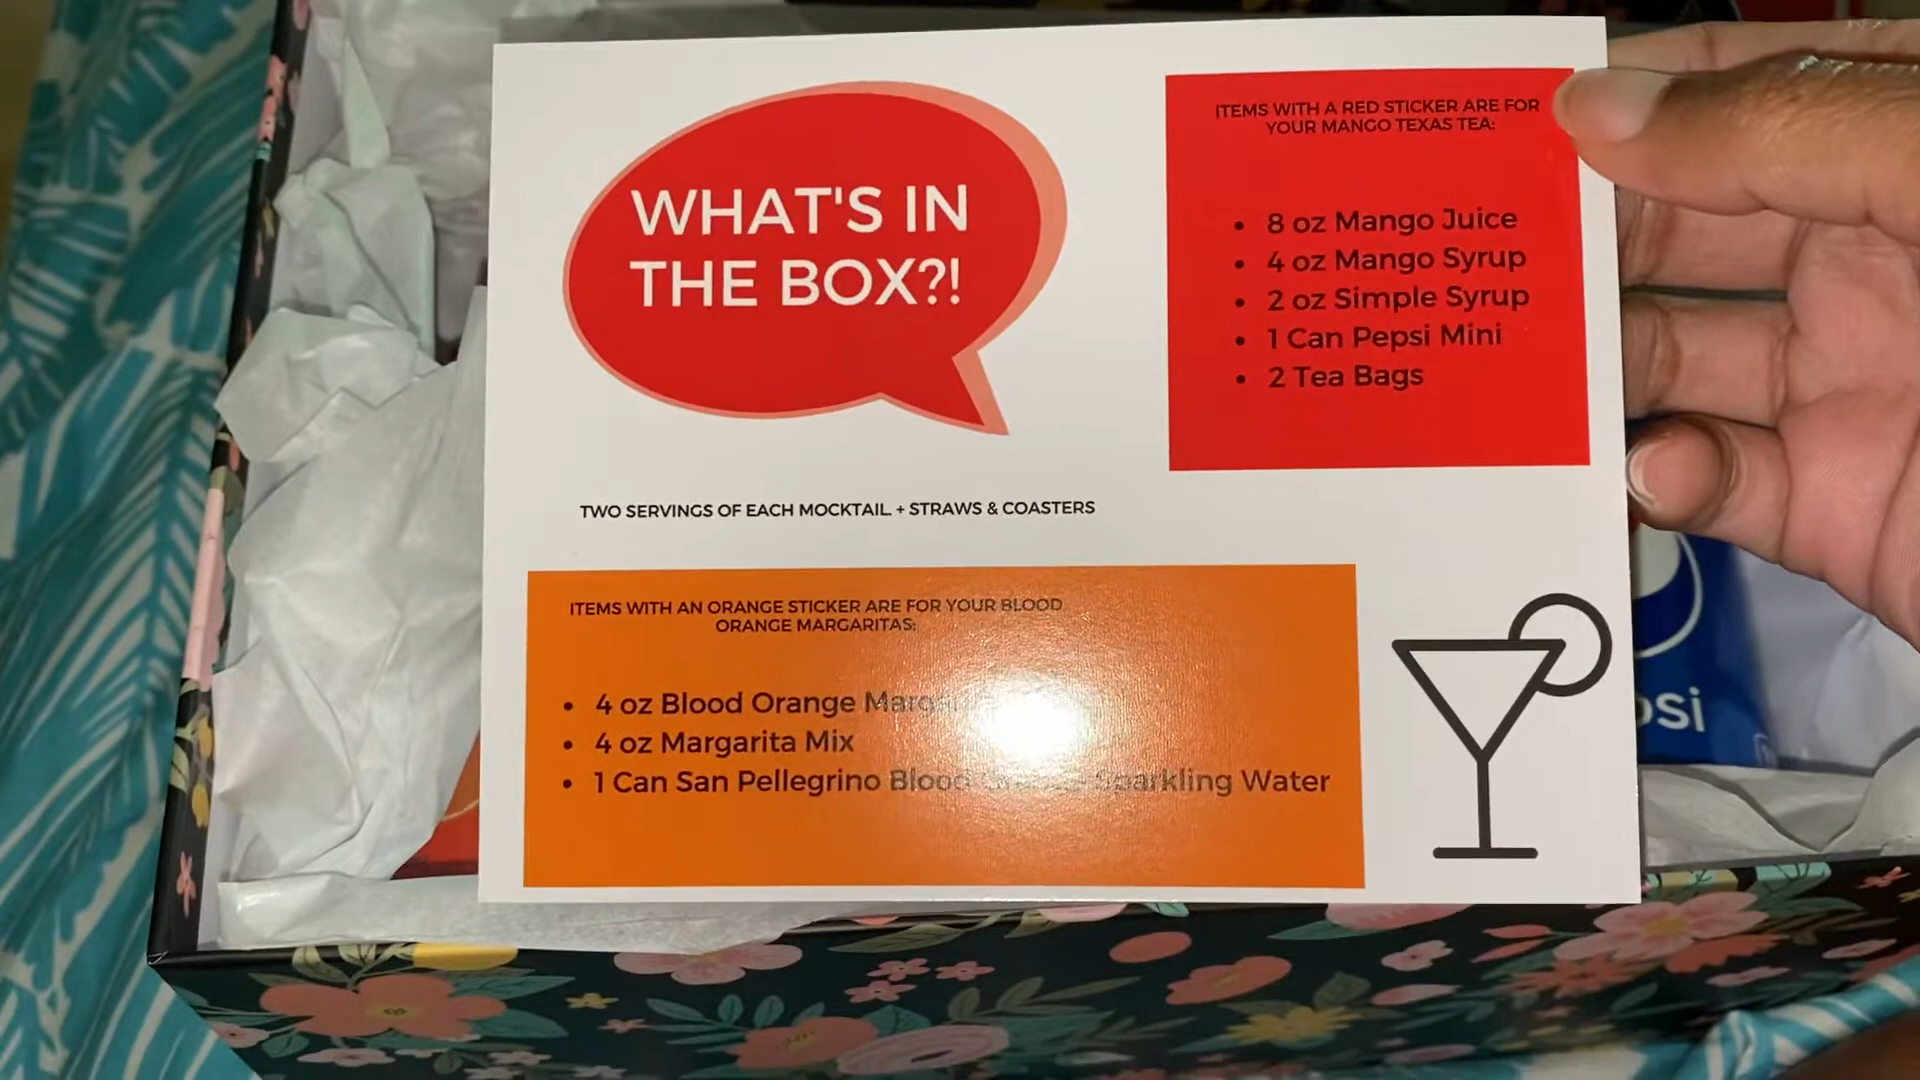 WHAT'S IN
THE BOX?!
ITEMS WITH A RED STICKER ARE FOR
YOUR MANGO TEXAS TEA:
• 8 oz Mango Juice
• 4 oz Mango Syrup
• 2 oz Simple Syrup
• 1 Can Pepsi Mini
• 2 Tea Bags
TWO SERVINGS OF EACH MOCKTAIL. + STRAWS & COASTERS
ITEMS WITH AN ORANGE STICKER ARE FOR YOUR BLOOD
ORANGE MARGARITAS:
• 4 oz Blood Orange
• 4 oz Margarita Mix
• 1 Can San Pellegrino Blood Sparkling Water
psi